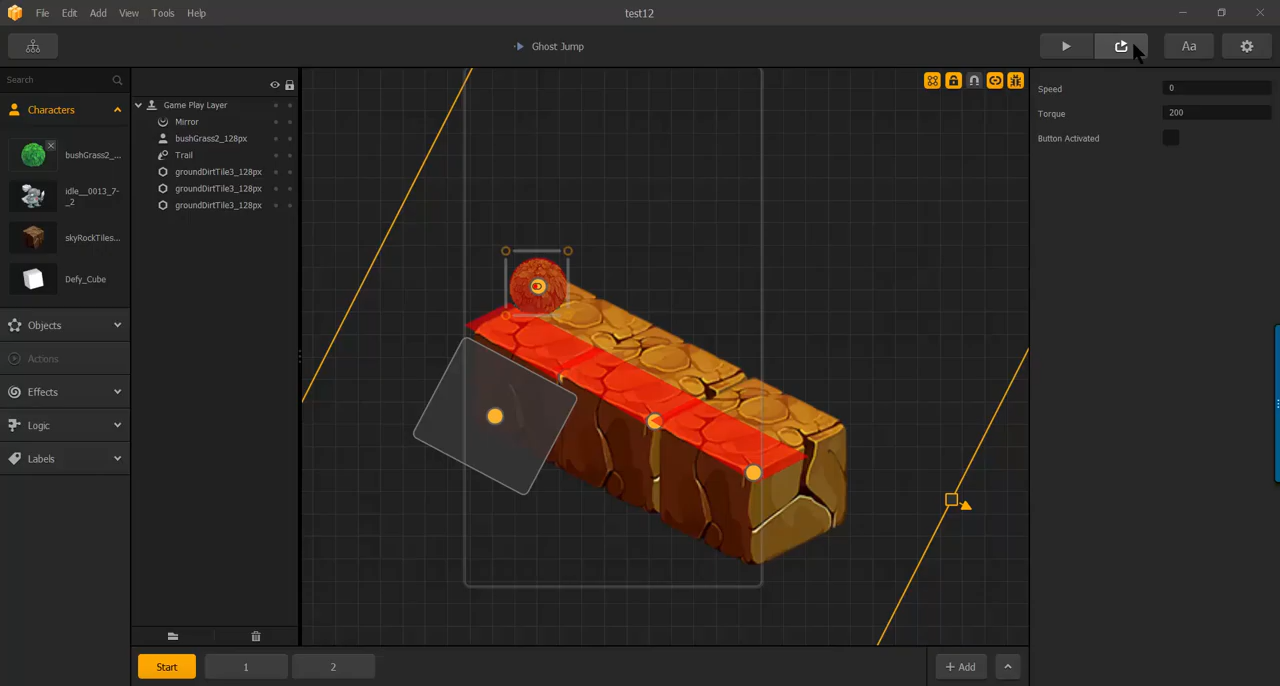 File Edit Add View Tools Help
test12
Ghost Jump
Aa
Search
Characters
bushGrass2_...
idle__0013_7-
_2
skyRockTiles...
Defy_Cube
Objects
Actions
Effects
Logic
Labels
Game Play Layer
Mirror
bushGrass2_128px
Trail
groundDirtTile3_128px
groundDirtTile3_128px
groundDirtTile3_128px
Speed 0
Torque 200
Button Activated
Start 1 2
+ Add